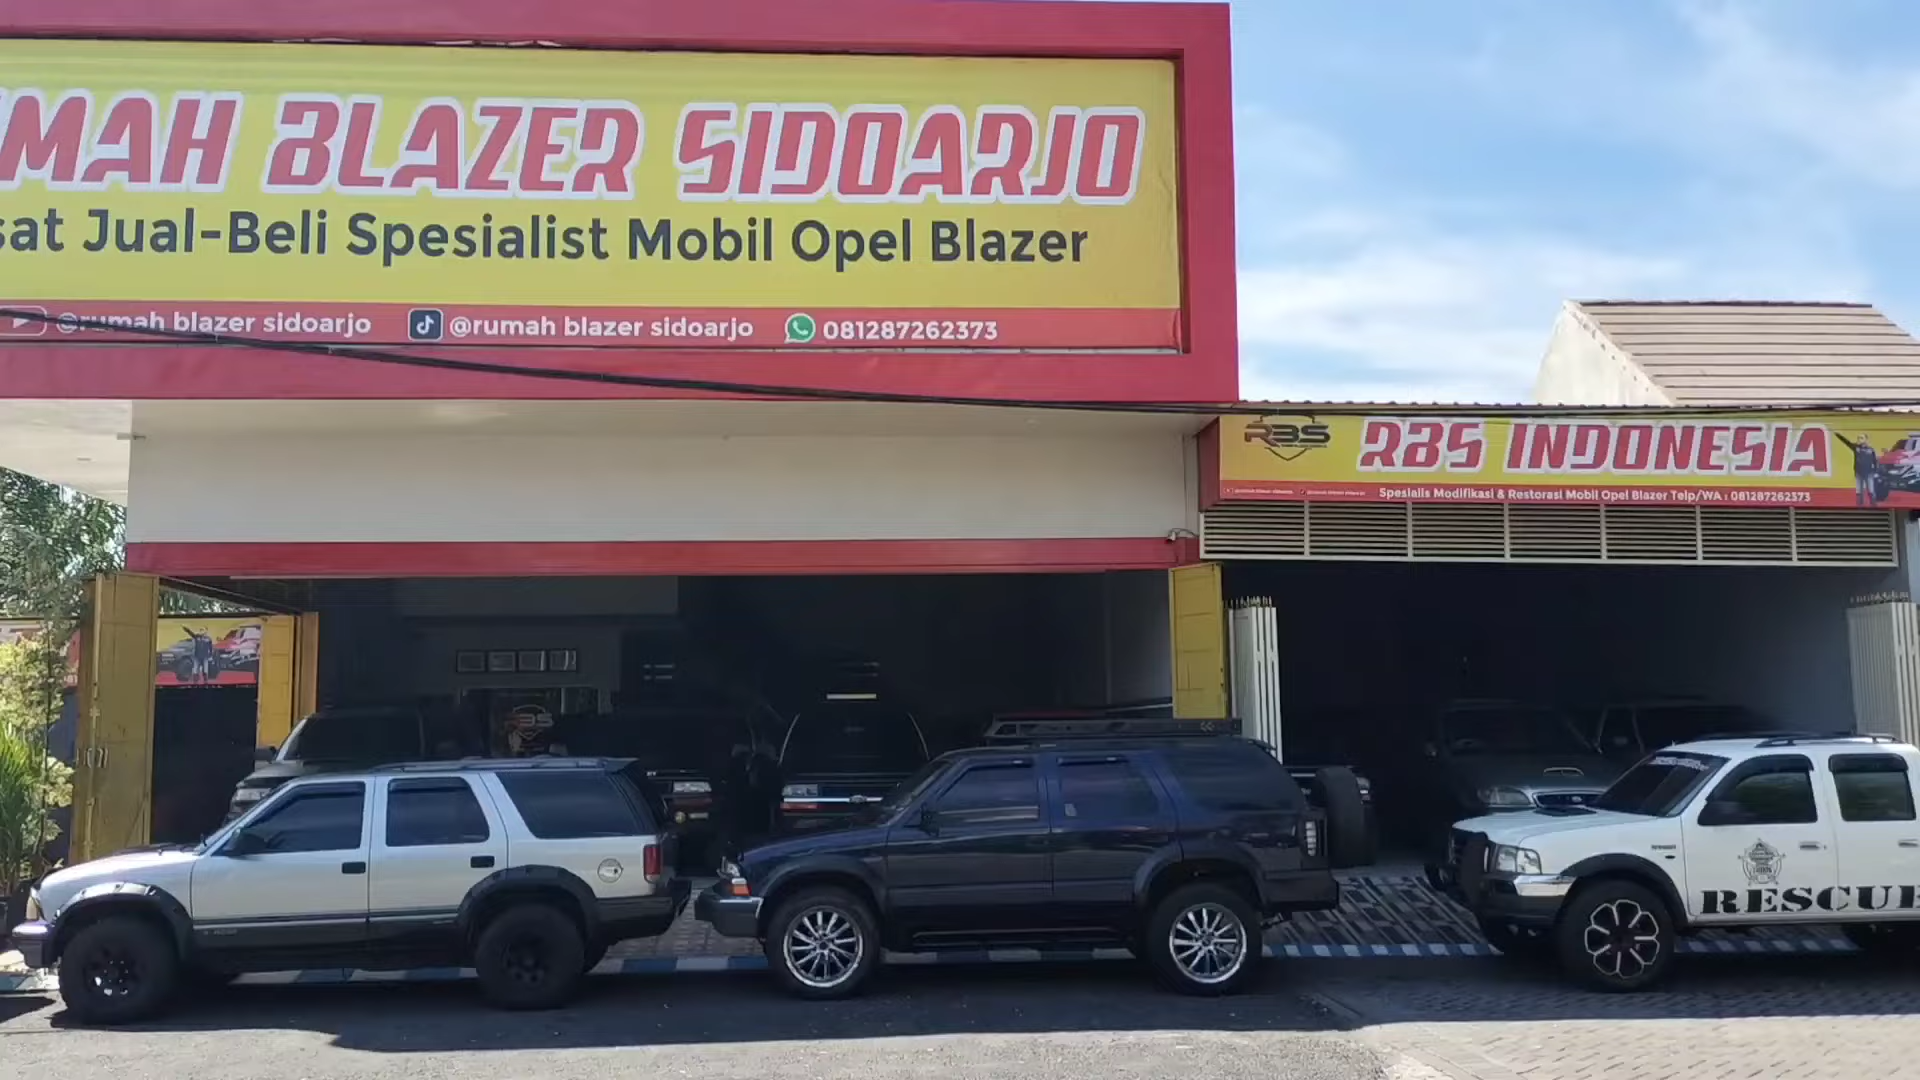 MAH BLAZER SIDOARJO
sat Jual-Beli Spesialist Mobil Opel Blazer
@rumah blazer sidoarjo @rumah blazer sidoarjo 081287262373
RBS RBS INDONESIA
Spesialis Modifikasi & Restorasi Mobil Opel Blazer Telp/WA : 081287262373
RBS
RESCUE